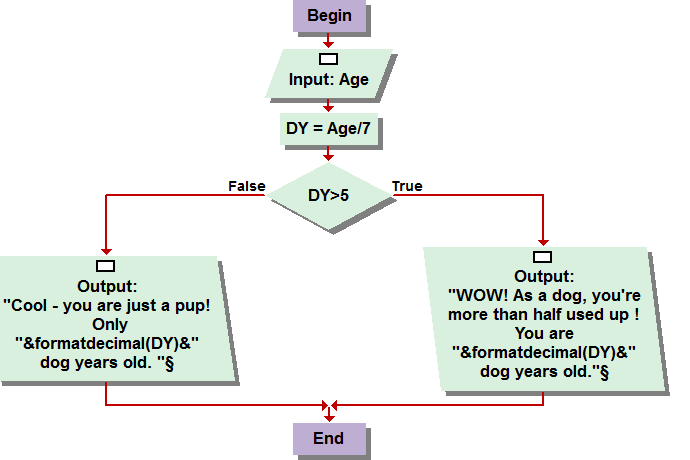 Begin
Input: Age
DY = Age/7
DY>5
False
True
Output:
"Cool - you are just a pup!
Only
"&formatdecimal(DY)&"
dog years old. "§
Output:
"WOW! As a dog, you're
more than half used up !
You are
"&formatdecimal(DY)&"
dog years old."§
End